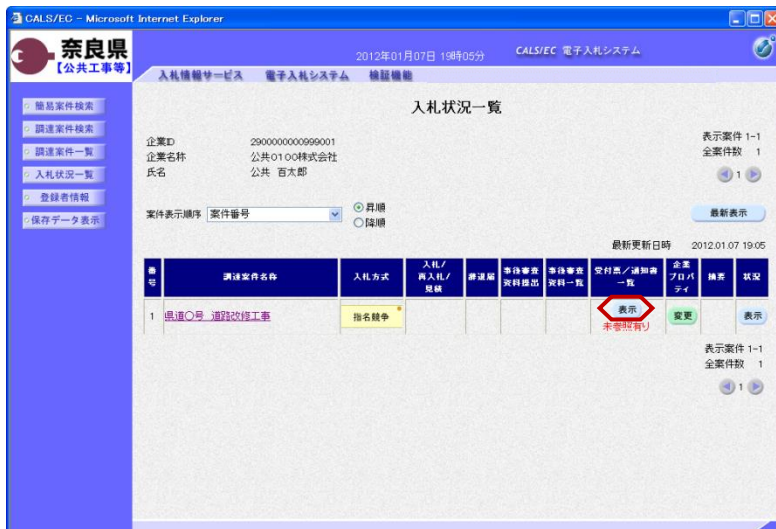 CALS/EC - Microsoft Internet Explorer
奈良県
【公共工事等】
2012年01月07日 19時05分
CALS/EC 電子入札システム
入札情報サービス 電子入札システム 検証機能
簡易案件検索
調達案件検索
調達案件一覧
入札状況一覧
登録者情報
保存データ表示
入札状況一覧
企業ID 2900000000999001
企業名称 公共0100株式会社
氏名 公共 百太郎
表示案件 1-1
全案件数 1
1
案件表示順序 案件番号
昇順
降順
最新表示
最新更新日時 2012.01.07 19:05
番号 調達案件名称 入札方式 入札/再入札/見積 辞退届 事後審査資料提出 事後審査資料一覧 受付票/通知書一覧 企業プロパティ 摘要 状況
1 県道○号 道路改修工事 指名競争 表示 変更 表示
未参照有り
表示案件 1-1
全案件数 1
1